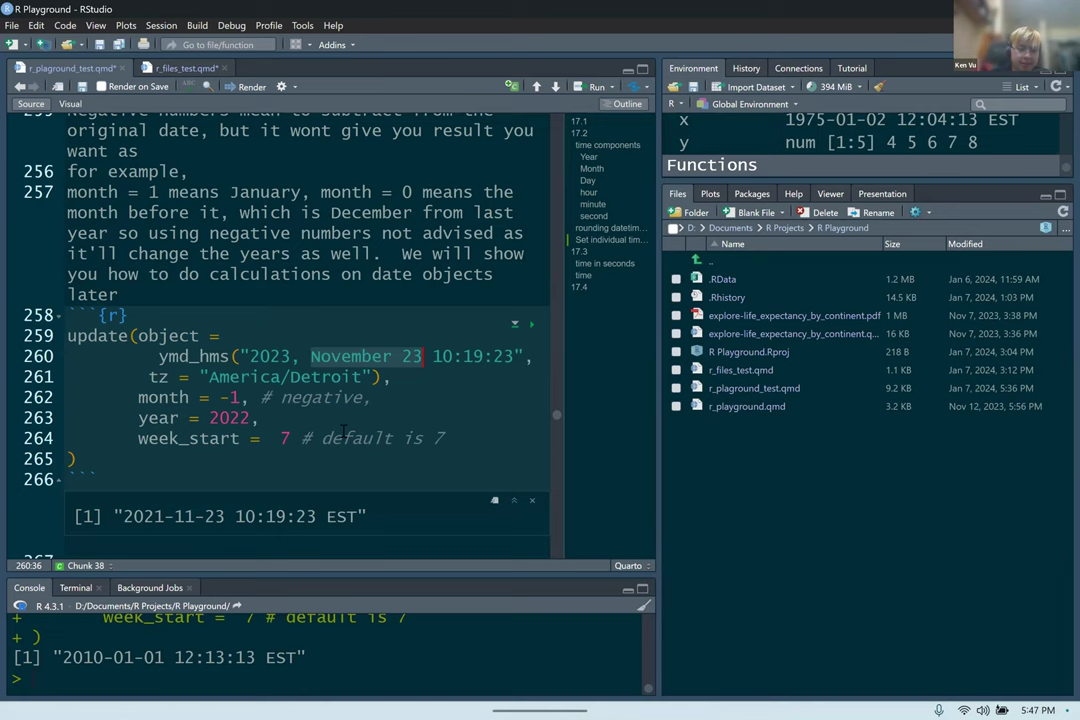 R Playground - RStudio
File Edit Code View Plots Session Build Debug Profile Tools Help
Go to file/function Addins
Ken Vu
r_plaground_test.qmd* r_files_test.qmd*
Render on Save Render Run
Source Visual Outline
Negative numbers mean to subtract from the
original date, but it wont give you result you
want as
256 for example,
257 month = 1 means January, month = 0 means the
month before it, which is December from last
year so using negative numbers not advised as
it'll change the years as well. We will show
you how to do calculations on date objects
later
258 ```{r}
259 update(object =
260 ymd_hms("2023, November 23 10:19:23",
261 tz = "America/Detroit"),
262 month = -1, # negative,
263 year = 2022,
264 week_start = 7 # default is 7
265 )
266 ```
[1] "2021-11-23 10:19:23 EST"
267
17.1
17.2
time components
Year
Month
Day
hour
minute
second
rounding datetim...
Set individual tim...
17.3
time in seconds
time
17.4
260:36 Chunk 38 Quarto
Console Terminal Background Jobs
R 4.3.1 · D:/Documents/R Projects/R Playground/
+ week_start = 7 # default is 7
+ )
[1] "2010-01-01 12:13:13 EST"
>
Environment History Connections Tutorial
Import Dataset 394 MiB List
R Global Environment
x 1975-01-02 12:04:13 EST
y num [1:5] 4 5 6 7 8
Functions
Files Plots Packages Help Viewer Presentation
Folder Blank File Delete Rename
D: Documents R Projects R Playground
Name Size Modified
..
.RData 1.2 MB Jan 6, 2024, 11:59 AM
.Rhistory 14.5 KB Jan 7, 2024, 1:03 PM
explore-life_expectancy_by_continent.pdf 416 KB Nov 7, 2023, 3:38 PM
explore-life_expectancy_by_continent.q... 16 KB Nov 7, 2023, 3:36 PM
R Playground.Rproj 218 B Jan 7, 2024, 3:04 PM
r_files_test.qmd 1.1 KB Jan 7, 2024, 3:12 PM
r_plaground_test.qmd 9.2 KB Jan 7, 2024, 5:36 PM
r_playground.qmd 3.2 KB Nov 12, 2023, 5:56 PM
5:47 PM